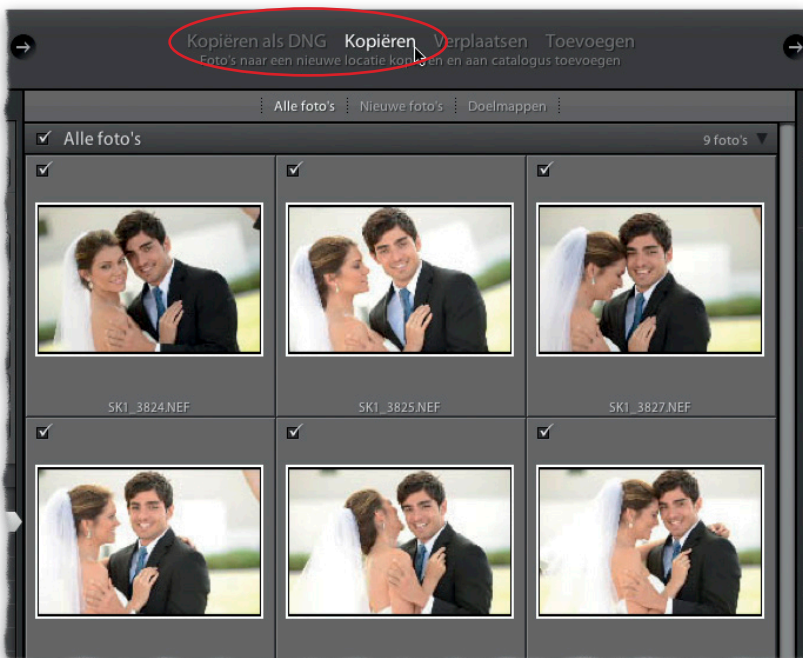 Kopiëren als DNG Kopiëren Verplaatsen Toevoegen
Foto's naar een nieuwe locatie kopiëren en aan catalogus toevoegen
Alle foto's Nieuwe foto's Doelmappen
Alle foto's 9 foto's
SK1_3824.NEF SK1_3825.NEF SK1_3827.NEF